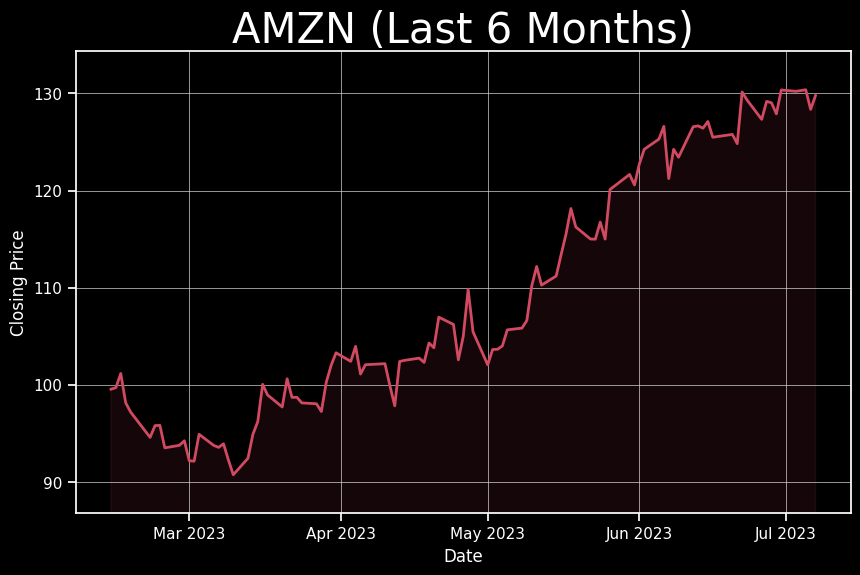 AMZN (Last 6 Months)
Closing Price
130
120
110
100
90
Mar 2023
Apr 2023
May 2023
Jun 2023
Jul 2023
Date